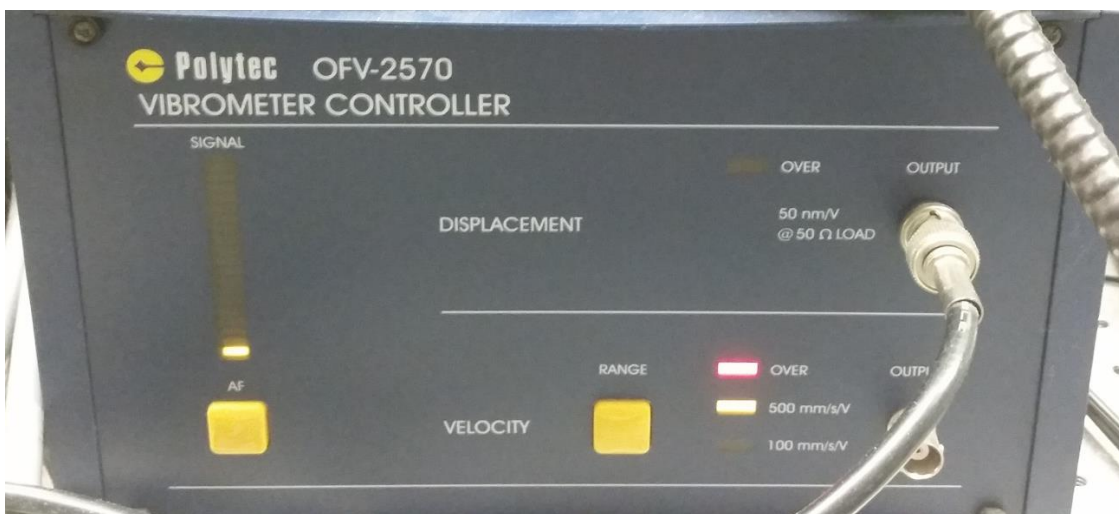 Polytec OFV-2570
VIBROMETER CONTROLLER
SIGNAL
OVER
OUTPUT
DISPLACEMENT
50 nm/V
@ 50 Ω LOAD
AF
RANGE
OVER
OUTPU
VELOCITY
500 mm/s/V
100 mm/s/V